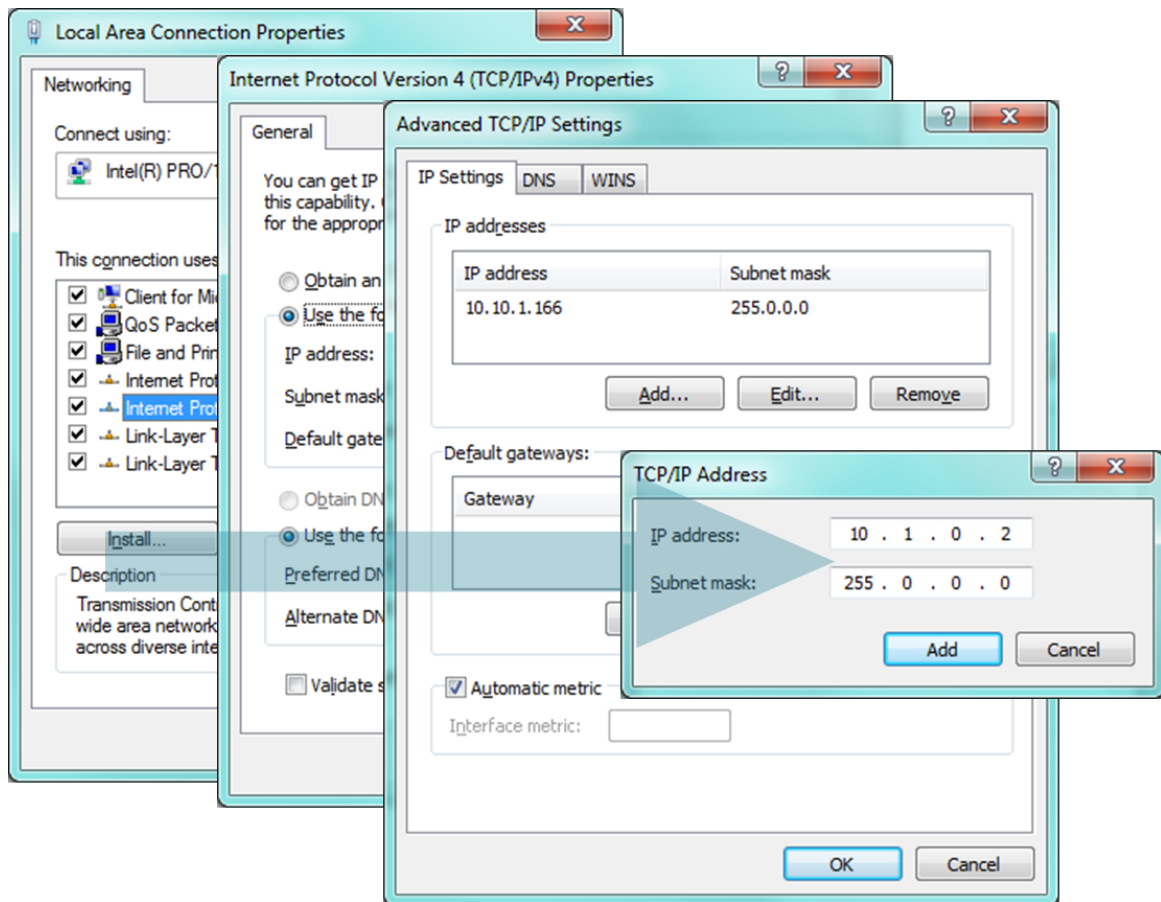 Local Area Connection Properties
Networking
Connect using:
Intel(R) PRO/1
This connection uses
Client for Mi
QoS Packet
File and Prin
Internet Prot
Internet Prot
Link-Layer T
Link-Layer T
Install...
Description
Transmission Cont
wide area network
across diverse inte
Internet Protocol Version 4 (TCP/IPv4) Properties
General
You can get IP
this capability.
for the appropr
Obtain an
Use the fo
IP address:
Subnet mask
Default gate
Obtain DN
Use the fo
Preferred DN
Alternate DN
Validate s
Advanced TCP/IP Settings
IP Settings DNS WINS
IP addresses
IP address Subnet mask
10.10.1.166 255.0.0.0
Add... Edit... Remove
Default gateways:
Gateway
Automatic metric
Interface metric:
OK Cancel
TCP/IP Address
IP address: 10 . 1 . 0 . 2
Subnet mask: 255 . 0 . 0 . 0
Add Cancel